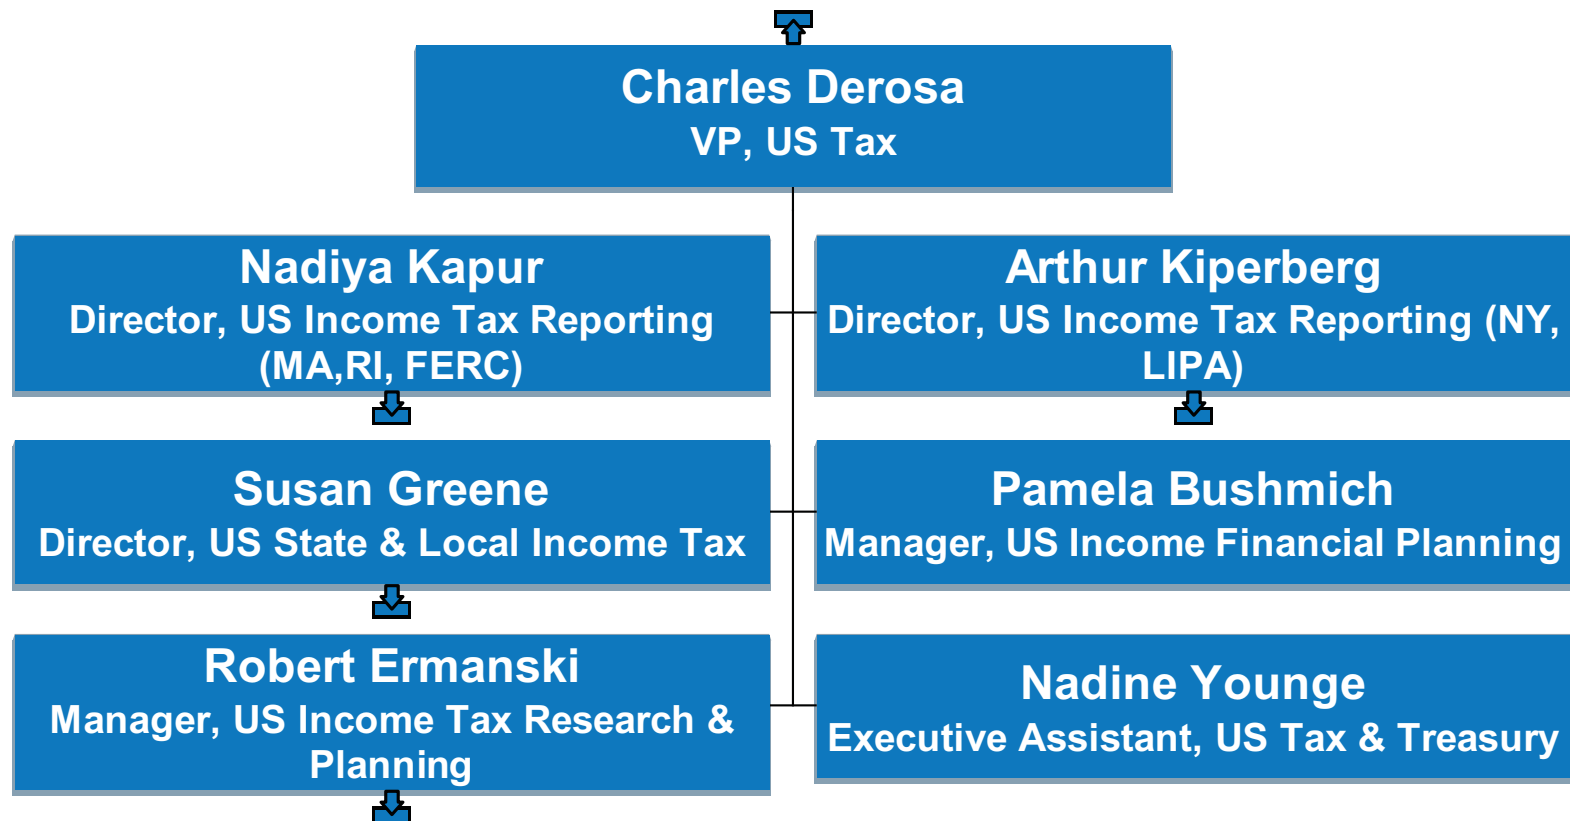 Charles Derosa
VP, US Tax
Nadiya Kapur
Director, US Income Tax Reporting
(MA,RI, FERC)
Arthur Kiperberg
Director, US Income Tax Reporting (NY,
LIPA)
Susan Greene
Director, US State & Local Income Tax
Pamela Bushmich
Manager, US Income Financial Planning
Robert Ermanski
Manager, US Income Tax Research &
Planning
Nadine Younge
Executive Assistant, US Tax & Treasury